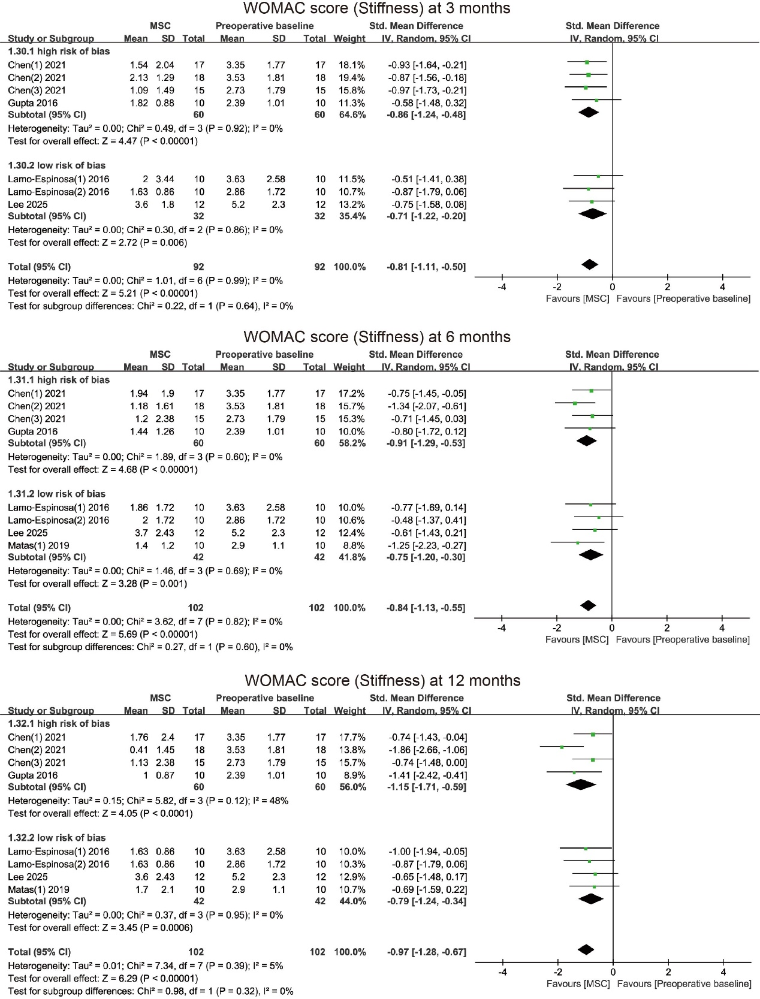 WOMAC score (Stiffness) at 3 months
MSC Preoperative baseline Std. Mean Difference Std. Mean Difference
Study or Subgroup Mean SD Total Mean SD Total Weight IV, Random, 95% CI IV, Random, 95% CI
1.30.1 high risk of bias
Chen(1) 2021 1.54 2.04 17 3.35 1.77 17 18.1% -0.93 [-1.64, -0.21]
Chen(2) 2021 2.13 1.29 18 3.53 1.81 18 19.4% -0.87 [-1.56, -0.18]
Chen(3) 2021 1.09 1.49 15 2.73 1.79 15 15.8% -0.97 [-1.73, -0.21]
Gupta 2016 1.82 0.88 10 2.39 1.01 10 11.3% -0.58 [-1.48, 0.32]
Subtotal (95% CI) 60 60 64.6% -0.86 [-1.24, -0.48]
Heterogeneity: Tau² = 0.00; Chi² = 0.49, df = 3 (P = 0.92); I² = 0%
Test for overall effect: Z = 4.47 (P < 0.00001)
1.30.2 low risk of bias
Lamo-Espinosa(1) 2016 2 3.44 10 3.63 2.58 10 11.5% -0.51 [-1.41, 0.38]
Lamo-Espinosa(2) 2016 1.63 0.86 10 2.86 1.72 10 10.7% -0.87 [-1.79, 0.06]
Lee 2025 3.6 1.8 12 5.2 2.3 12 13.2% -0.75 [-1.58, 0.08]
Subtotal (95% CI) 32 32 35.4% -0.71 [-1.22, -0.20]
Heterogeneity: Tau² = 0.00; Chi² = 0.30, df = 2 (P = 0.86); I² = 0%
Test for overall effect: Z = 2.72 (P = 0.006)
Total (95% CI) 92 92 100.0% -0.81 [-1.11, -0.50]
Heterogeneity: Tau² = 0.00; Chi² = 1.01, df = 6 (P = 0.99); I² = 0%
Test for overall effect: Z = 5.21 (P < 0.00001)
Test for subgroup differences: Chi² = 0.22, df = 1 (P = 0.64), I² = 0%
-4 -2 0 2 4
Favours [MSC] Favours [Preoperative baseline]
WOMAC score (Stiffness) at 6 months
MSC Preoperative baseline Std. Mean Difference Std. Mean Difference
Study or Subgroup Mean SD Total Mean SD Total Weight IV, Random, 95% CI IV, Random, 95% CI
1.31.1 high risk of bias
Chen(1) 2021 1.94 1.9 17 3.35 1.77 17 17.2% -0.75 [-1.45, -0.05]
Chen(2) 2021 1.18 1.61 18 3.53 1.81 18 15.7% -1.34 [-2.07, -0.61]
Chen(3) 2021 1.2 2.38 15 2.73 1.79 15 15.3% -0.71 [-1.45, 0.03]
Gupta 2016 1.44 1.26 10 2.39 1.01 10 10.0% -0.80 [-1.72, 0.12]
Subtotal (95% CI) 60 60 58.2% -0.91 [-1.29, -0.53]
Heterogeneity: Tau² = 0.00; Chi² = 1.89, df = 3 (P = 0.60); I² = 0%
Test for overall effect: Z = 4.68 (P < 0.00001)
1.31.2 low risk of bias
Lamo-Espinosa(1) 2016 1.86 1.72 10 3.63 2.58 10 10.0% -0.77 [-1.69, 0.14]
Lamo-Espinosa(2) 2016 2 1.72 10 2.86 1.72 10 10.6% -0.48 [-1.37, 0.41]
Lee 2025 3.7 2.43 12 5.2 2.3 12 12.4% -0.61 [-1.43, 0.21]
Matas(1) 2019 1.4 1.2 10 2.9 1.1 10 8.8% -1.25 [-2.23, -0.27]
Subtotal (95% CI) 42 42 41.8% -0.75 [-1.20, -0.30]
Heterogeneity: Tau² = 0.00; Chi² = 1.46, df = 3 (P = 0.69); I² = 0%
Test for overall effect: Z = 3.28 (P = 0.001)
Total (95% CI) 102 102 100.0% -0.84 [-1.13, -0.55]
Heterogeneity: Tau² = 0.00; Chi² = 3.62, df = 7 (P = 0.82); I² = 0%
Test for overall effect: Z = 5.69 (P < 0.00001)
Test for subgroup differences: Chi² = 0.27, df = 1 (P = 0.60), I² = 0%
-4 -2 0 2 4
Favours [MSC] Favours [Preoperative baseline]
WOMAC score (Stiffness) at 12 months
MSC Preoperative baseline Std. Mean Difference Std. Mean Difference
Study or Subgroup Mean SD Total Mean SD Total Weight IV, Random, 95% CI IV, Random, 95% CI
1.32.1 high risk of bias
Chen(1) 2021 1.76 2.4 17 3.35 1.77 17 17.7% -0.74 [-1.43, -0.04]
Chen(2) 2021 0.41 1.45 18 3.53 1.81 18 13.8% -1.86 [-2.66, -1.06]
Chen(3) 2021 1.13 2.38 15 2.73 1.79 15 15.7% -0.74 [-1.48, 0.00]
Gupta 2016 1 0.87 10 2.39 1.01 10 8.9% -1.41 [-2.42, -0.41]
Subtotal (95% CI) 60 60 56.0% -1.15 [-1.71, -0.59]
Heterogeneity: Tau² = 0.15; Chi² = 5.82, df = 3 (P = 0.12); I² = 48%
Test for overall effect: Z = 4.05 (P < 0.0001)
1.32.2 low risk of bias
Lamo-Espinosa(1) 2016 1.63 0.86 10 3.63 2.58 10 10.0% -1.00 [-1.94, -0.05]
Lamo-Espinosa(2) 2016 1.63 0.86 10 2.86 1.72 10 10.3% -0.87 [-1.79, 0.06]
Lee 2025 3.6 2.43 12 5.2 2.3 12 12.9% -0.65 [-1.48, 0.17]
Matas(1) 2019 1.7 2.1 10 2.9 1.1 10 10.7% -0.69 [-1.59, 0.22]
Subtotal (95% CI) 42 42 44.0% -0.79 [-1.24, -0.34]
Heterogeneity: Tau² = 0.00; Chi² = 0.37, df = 3 (P = 0.95); I² = 0%
Test for overall effect: Z = 3.45 (P = 0.0006)
Total (95% CI) 102 102 100.0% -0.97 [-1.28, -0.67]
Heterogeneity: Tau² = 0.01; Chi² = 7.34, df = 7 (P = 0.39); I² = 5%
Test for overall effect: Z = 6.29 (P < 0.00001)
Test for subgroup differences: Chi² = 0.98, df = 1 (P = 0.32), I² = 0%
-4 -2 0 2 4
Favours [MSC] Favours [Preoperative baseline]